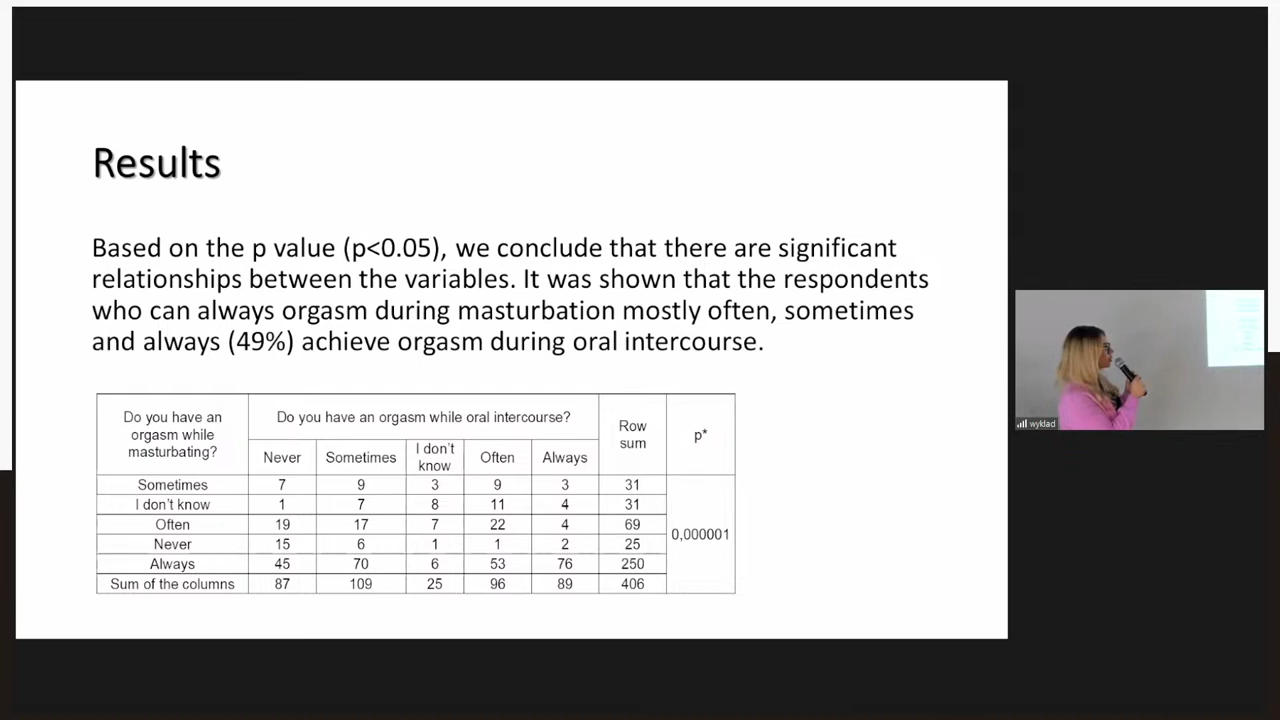 Results
Based on the p value (p<0.05), we conclude that there are significant
relationships between the variables. It was shown that the respondents
who can always orgasm during masturbation mostly often, sometimes
and always (49%) achieve orgasm during oral intercourse.
Do you have an orgasm while masturbating? Do you have an orgasm while oral intercourse? Row sum p*
Never Sometimes I don't know Often Always
Sometimes 7 9 3 9 3 31
I don't know 1 7 8 11 4 31
Often 19 17 7 22 4 69
Never 15 6 1 1 2 25
Always 45 70 6 53 76 250
Sum of the columns 87 109 25 96 89 406
0,000001
wyklad